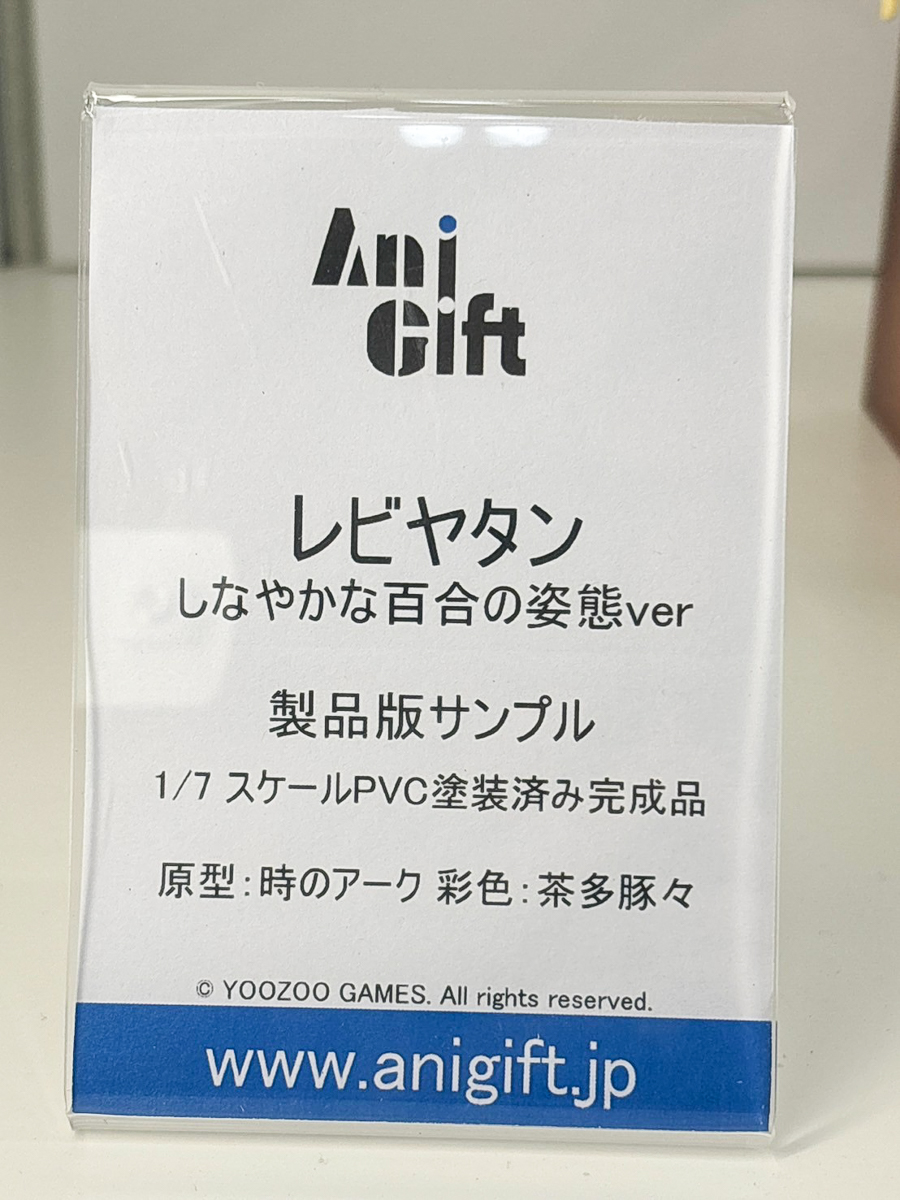 Ani
Gift
レビヤタン
しなやかな百合の姿態ver
製品版サンプル
1/7 スケールPVC塗装済み完成品
原型：時のアーク 彩色：茶多豚々
© YOOZOO GAMES. All rights reserved.
www.anigift.jp